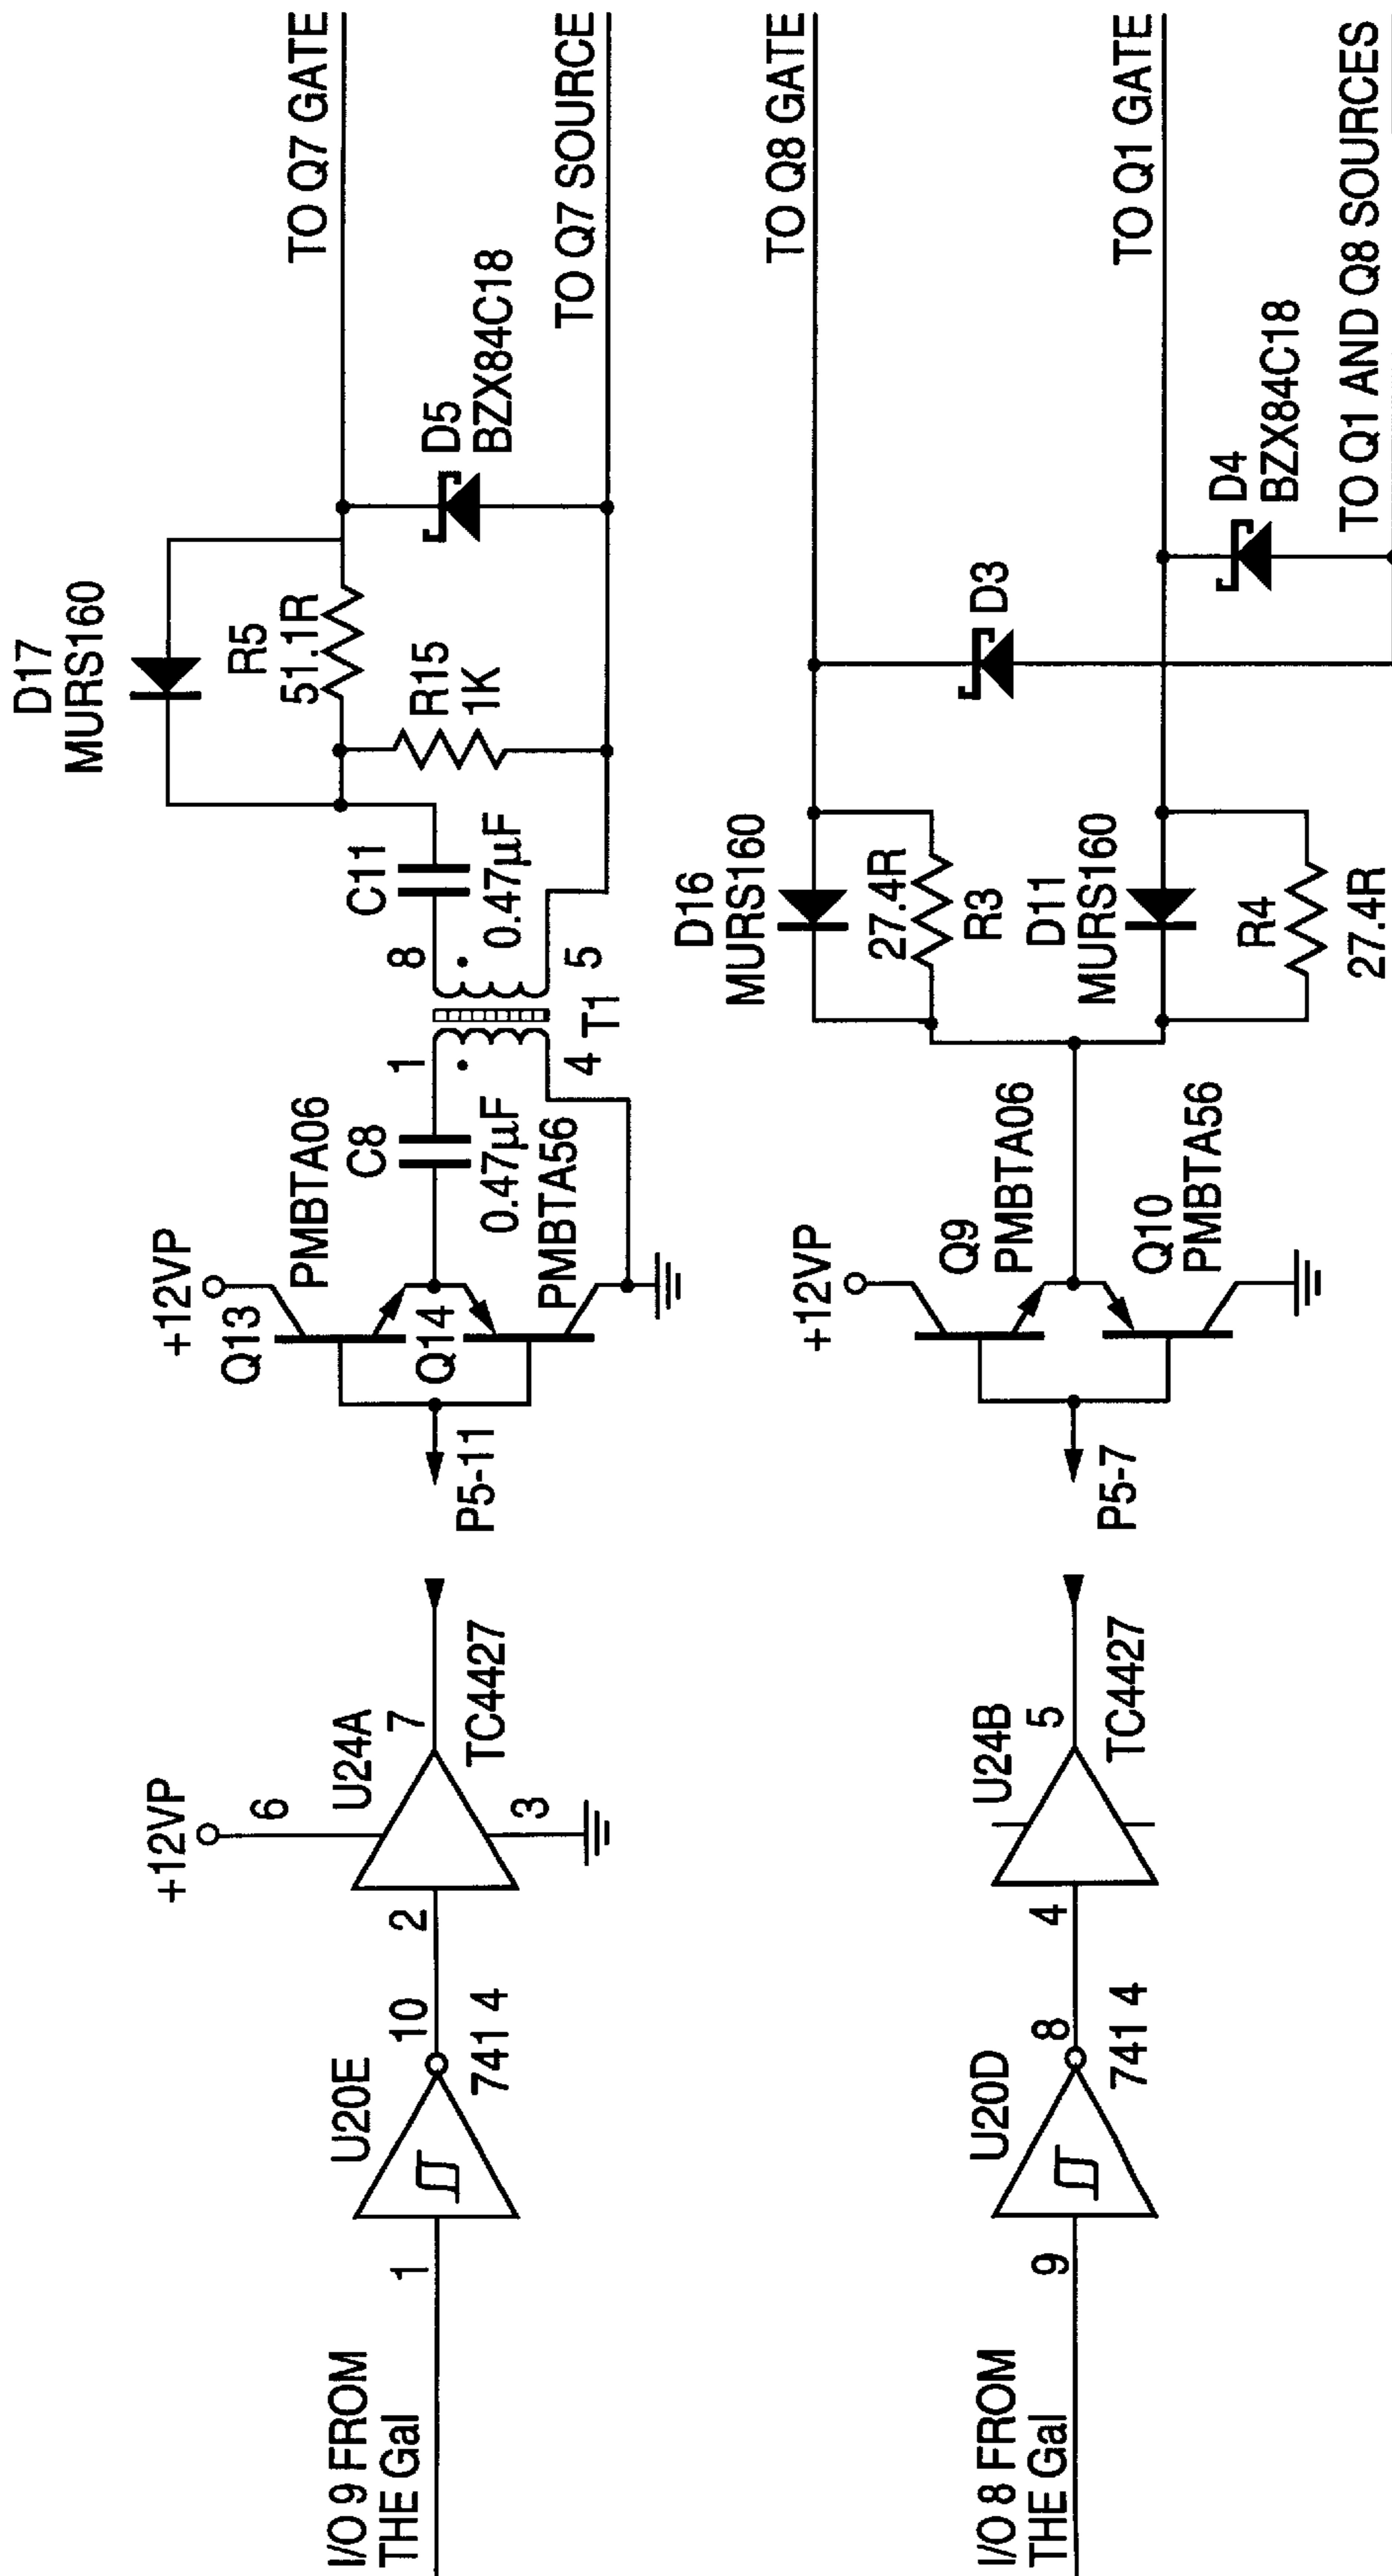 I/O 9 FROM
THE Gal
1
U20E
10
741 4
2
+12VP
6
U24A
7
3
TC4427
P5-11
+12VP
Q13
Q14
PMBTA06
PMBTA56
C8
0.47µF
1
4
T1
8
5
C11
0.47µF
D17
MURS160
R5
51.1R
R15
1K
D5
BZX84C18
TO Q7 GATE
TO Q7 SOURCE
I/O 8 FROM
THE Gal
9
U20D
8
741 4
4
U24B
5
TC4427
P5-7
+12VP
Q9
PMBTA06
Q10
PMBTA56
D16
MURS160
27.4R
R3
D11
MURS160
R4
27.4R
D3
D4
BZX84C18
TO Q8 GATE
TO Q1 GATE
TO Q1 AND Q8 SOURCES